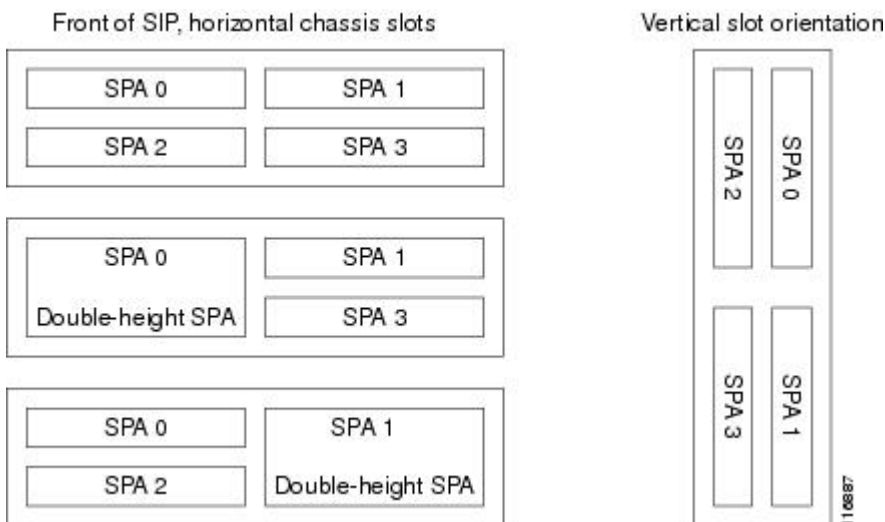 Front of SIP, horizontal chassis slots
SPA 0
SPA 1
SPA 2
SPA 3
SPA 0
Double-height SPA
SPA 1
SPA 3
SPA 0
SPA 2
SPA 1
Double-height SPA
Vertical slot orientation
SPA 2
SPA 0
SPA 3
SPA 1
116887